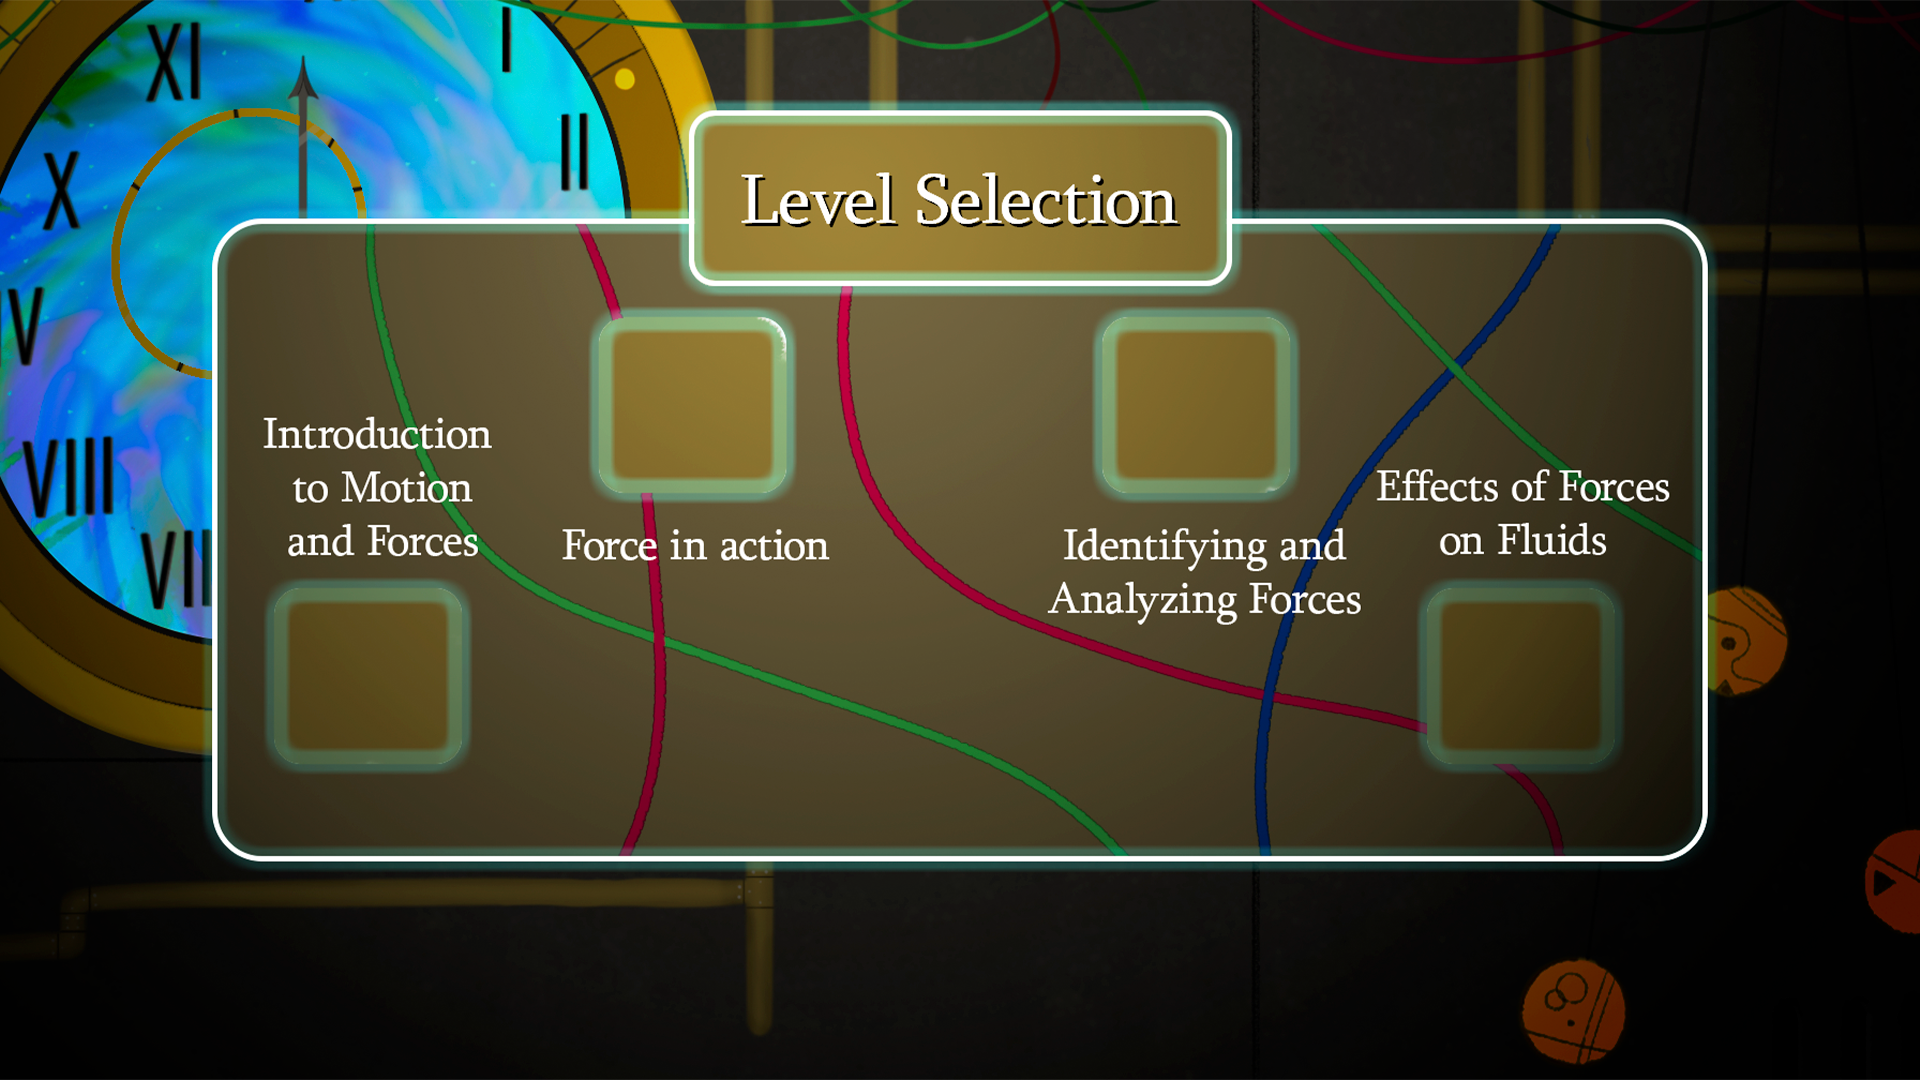 XI
I
II
X
IV
VIII
VII
Level Selection
Introduction
to Motion
and Forces
Force in action
Identifying and
Analyzing Forces
Effects of Forces
on Fluids